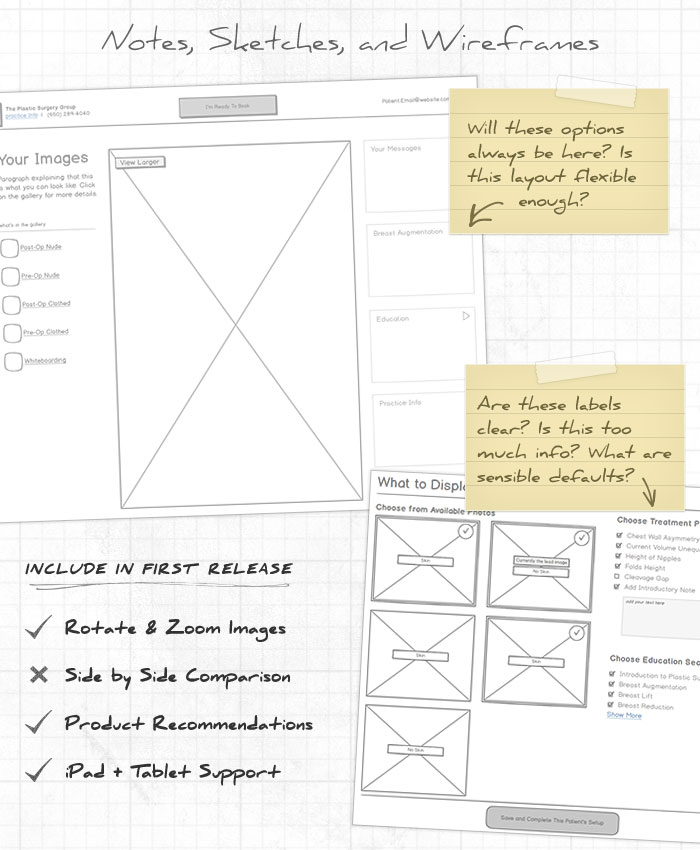 Notes, Sketches, and Wireframes
The Plastic Surgery Group
practice info | (650) 289-4040
I'm Ready To Book
Patient.Email@website.com
Your Images
Paragraph explaining that this
is what you can look like. Click
on the gallery for more details.
what's in the gallery
Post-Op Nude
Pre-Op Nude
Post-Op Clothed
Pre-Op Clothed
Whiteboarding
View Larger
Your Messages
Breast Augmentation
Education
Practice Info
Will these options
always be here? Is
this layout flexible
enough?
Are these labels
clear? Is this too
much info? What are
sensible defaults?
What to Displ
Choose from Available Photos
Skin
Currently the lead image
No Skin
Skin
Skin
No Skin
Choose Treatment P
Chest Wall Asymmetry
Current Volume Unequ
Height of Nipples
Folds Height
Cleavage Gap
Add Introductory Note
add your text here
Choose Education Sec
Introduction to Plastic Su
Breast Augmentation
Breast Lift
Breast Reduction
Show More
Save and Complete This Patient's Setup
INCLUDE IN FIRST RELEASE
Rotate & Zoom Images
Side by Side Comparison
Product Recommendations
iPad + Tablet Support